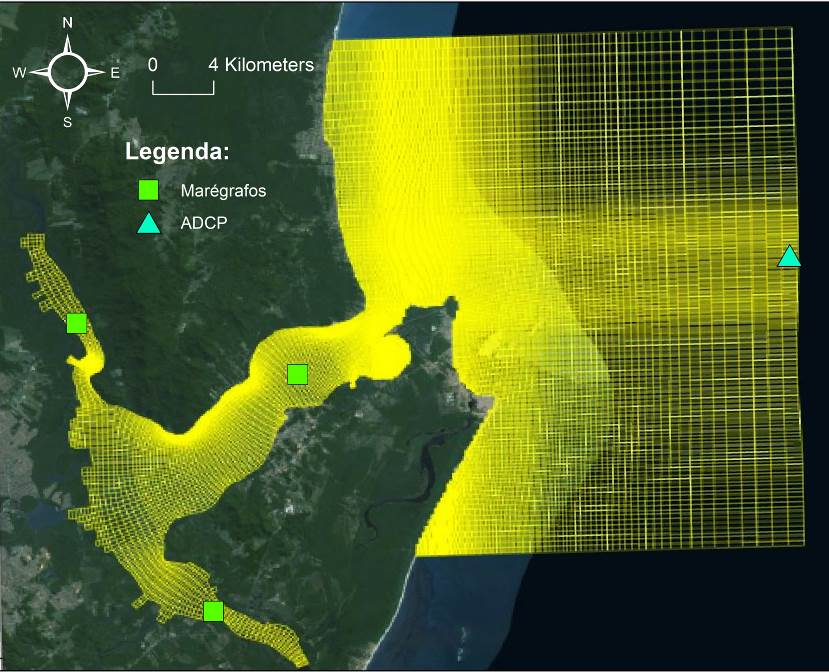 N
W E
S
0 4 Kilometers
Legenda:
Marégrafos
ADCP